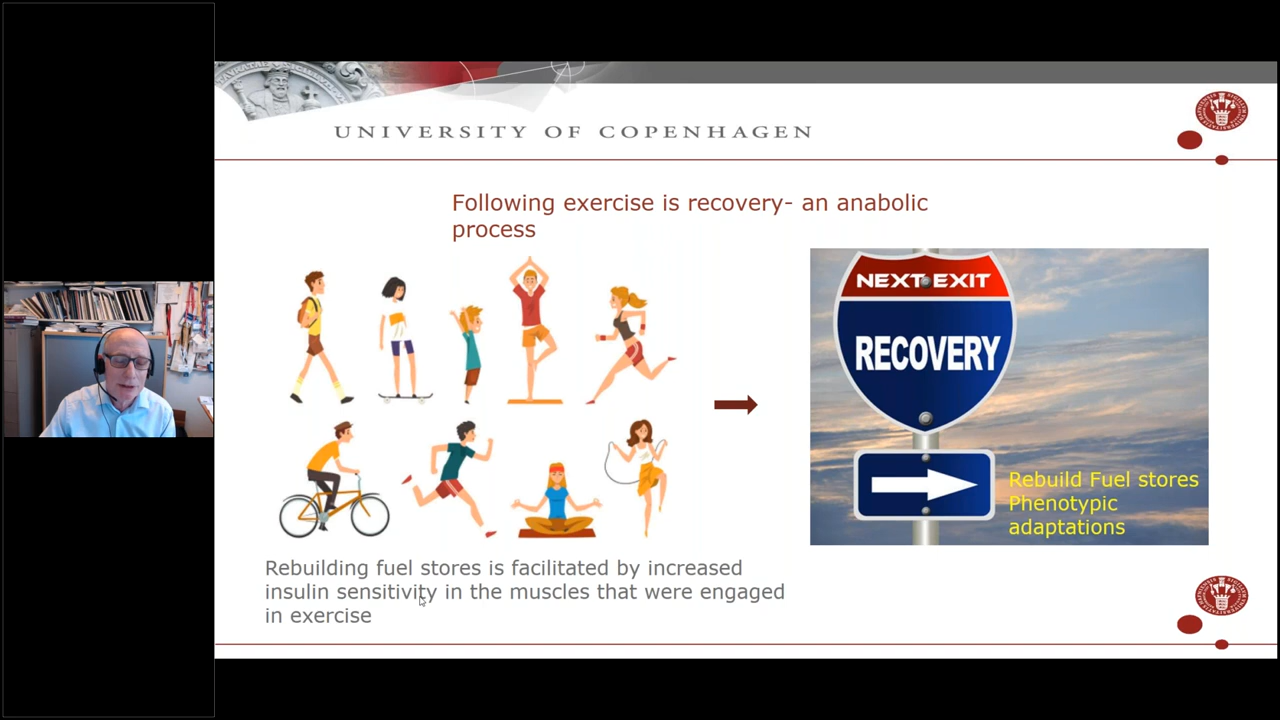 UNIVERSITY OF COPENHAGEN
Following exercise is recovery- an anabolic
process
NEXT EXIT
RECOVERY
Rebuild Fuel stores
Phenotypic
adaptations
Rebuilding fuel stores is facilitated by increased
insulin sensitivity in the muscles that were engaged
in exercise